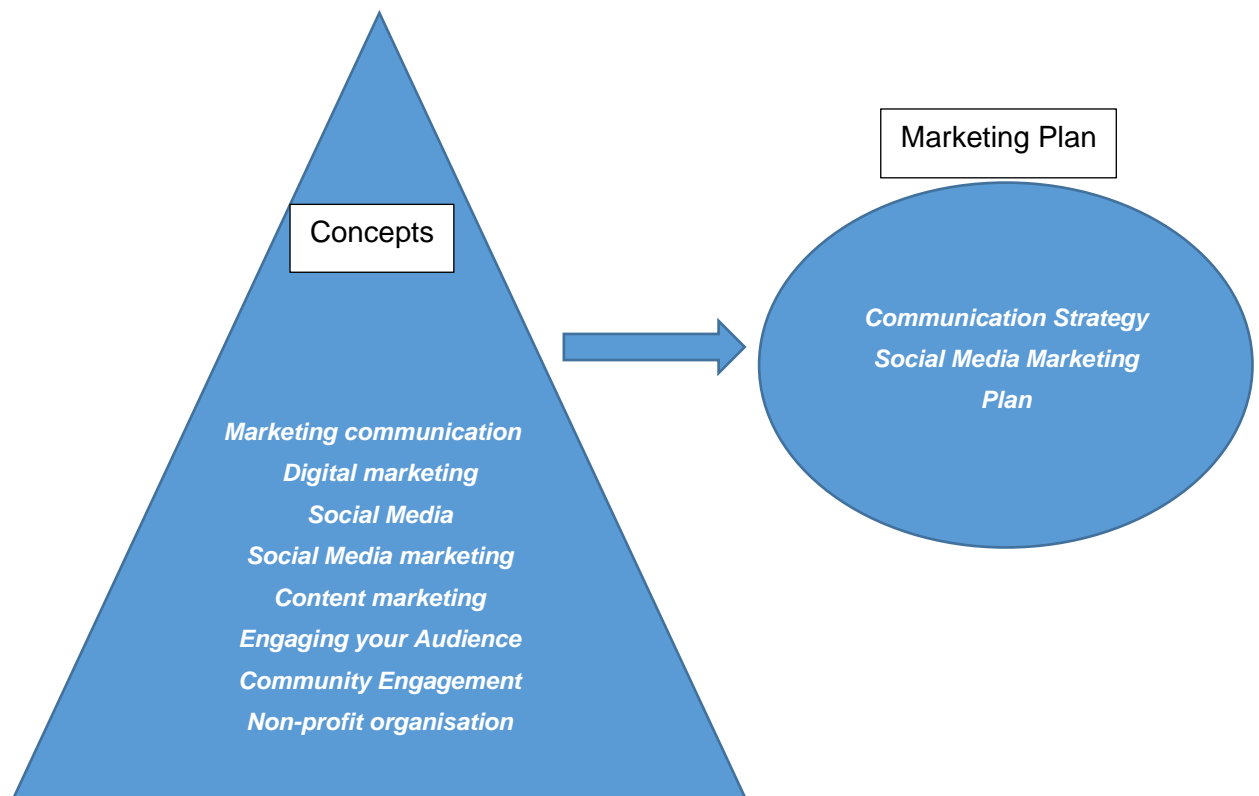 Concepts
Marketing communication
Digital marketing
Social Media
Social Media marketing
Content marketing
Engaging your Audience
Community Engagement
Non-profit organisation
Marketing Plan
Communication Strategy
Social Media Marketing
Plan